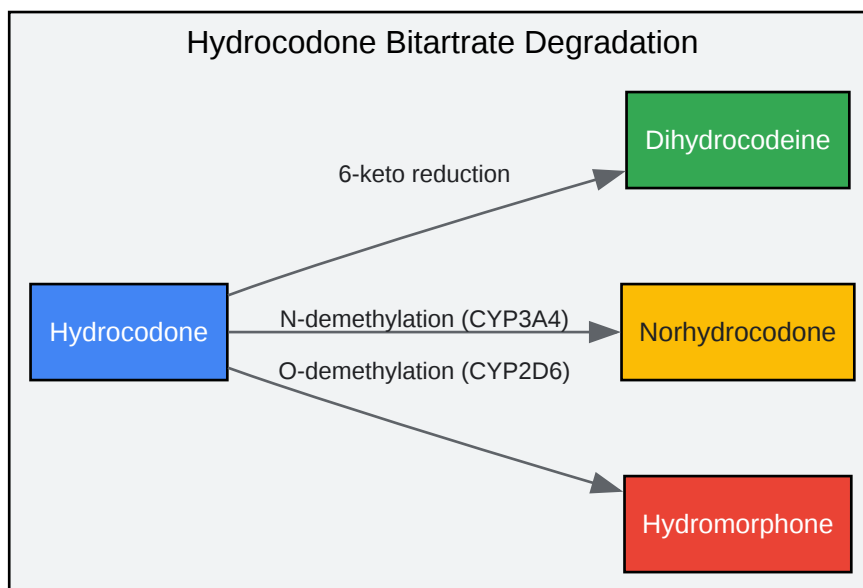 Hydrocodone Bitartrate Degradation
Dihydrocodeine
6-keto reduction
Hydrocodone
N-demethylation (CYP3A4)
Norhydrocodone
O-demethylation (CYP2D6)
Hydromorphone